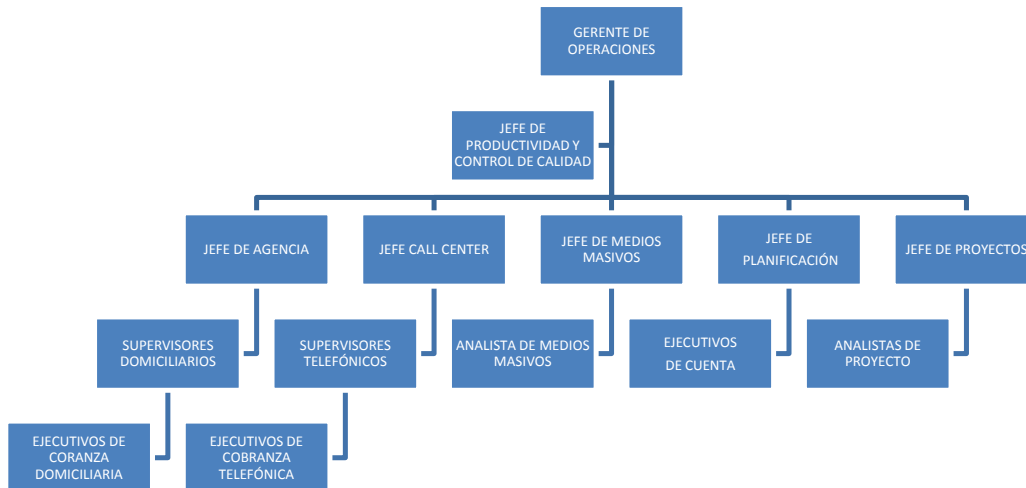 GERENTE DE
OPERACIONES
JEFE DE
PRODUCTIVIDAD Y
CONTROL DE CALIDAD
JEFE DE AGENCIA
JEFE CALL CENTER
JEFE DE MEDIOS
MASIVOS
JEFE DE
PLANIFICACIÓN
JEFE DE PROYECTOS
SUPERVISORES
DOMICILIARIOS
SUPERVISORES
TELEFÓNICOS
ANALISTA DE MEDIOS
MASIVOS
EJECUTIVOS
DE CUENTA
ANALISTAS DE
PROYECTO
EJECUTIVOS DE
CORANZA
DOMICILIARIA
EJECUTIVOS DE
COBRANZA
TELEFÓNICA